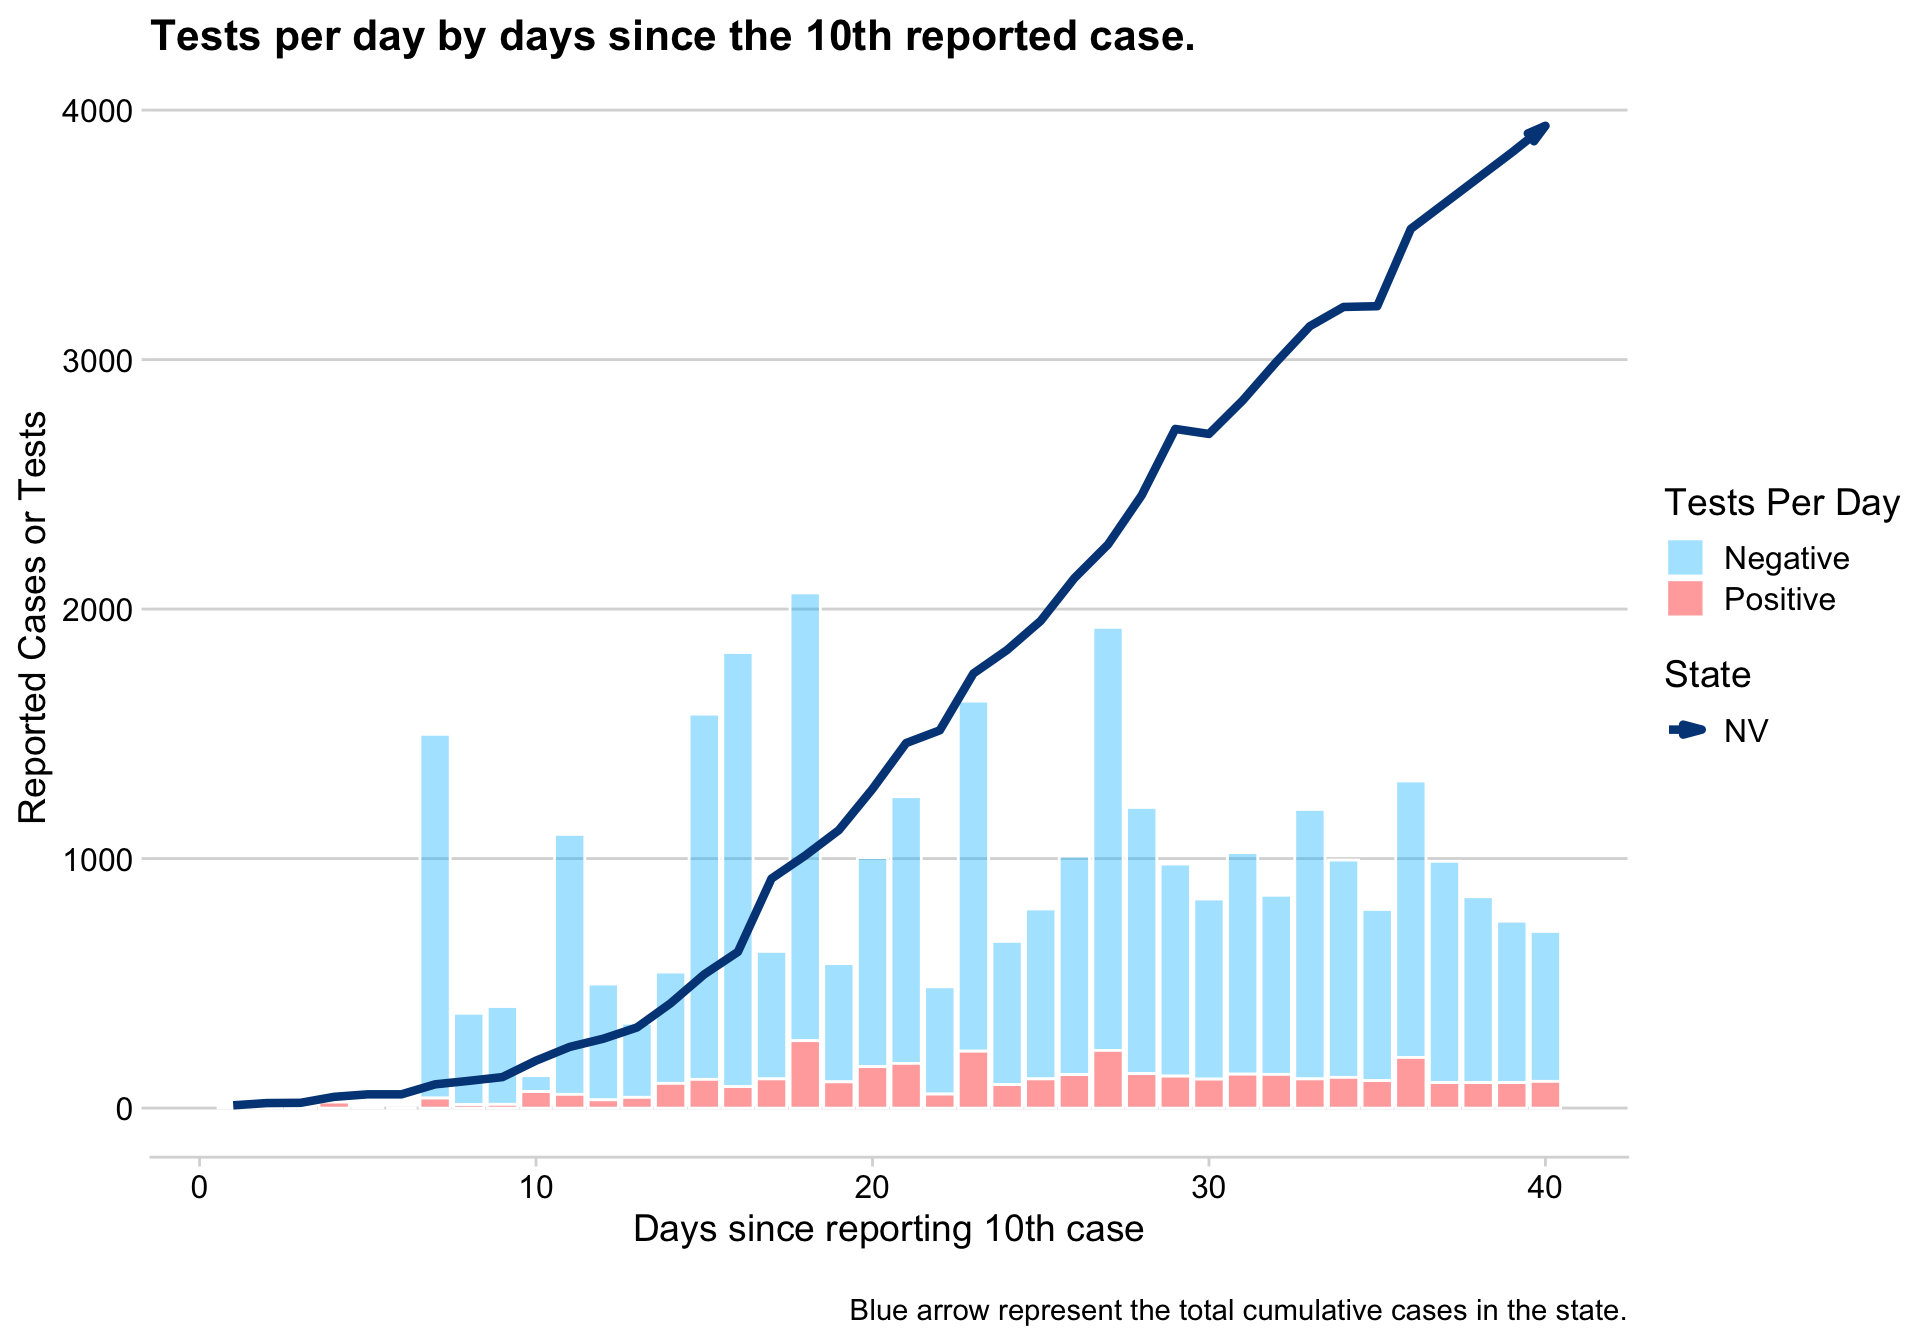 Tests per day by days since the 10th reported case.
4000
3000
2000
1000
0
Reported Cases or Tests
0 10 20 30 40
Days since reporting 10th case
Tests Per Day
Negative
Positive
State
NV
Blue arrow represent the total cumulative cases in the state.